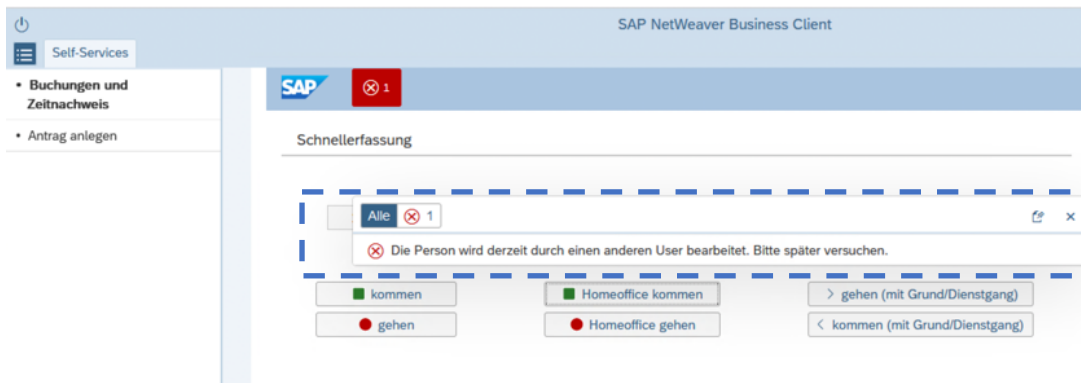 SAP NetWeaver Business Client
Self-Services
• Buchungen und
Zeitnachweis
• Antrag anlegen
SAP
1
Schnellerfassung
Alle 1
Die Person wird derzeit durch einen anderen User bearbeitet. Bitte später versuchen.
kommen Homeoffice kommen > gehen (mit Grund/Dienstgang)
gehen Homeoffice gehen < kommen (mit Grund/Dienstgang)